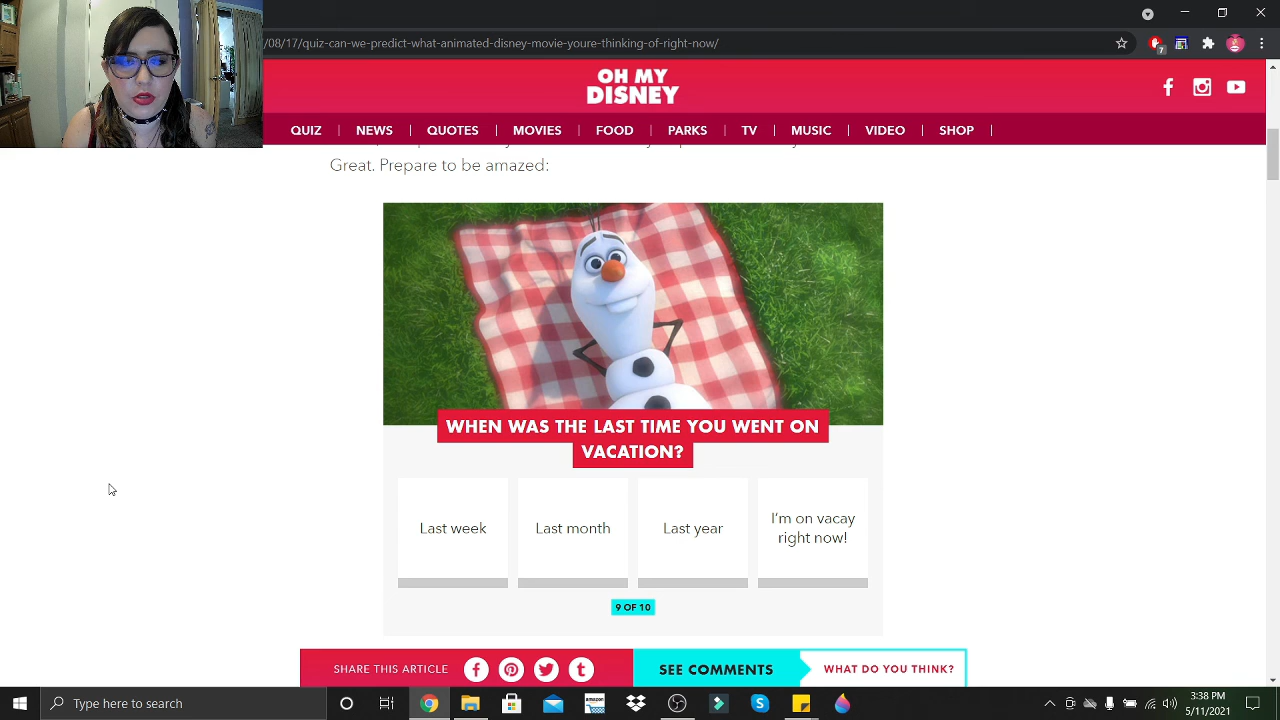 /08/17/quiz-can-we-predict-what-animated-disney-movie-youre-thinking-of-right-now/
7
OH MY
DISNEY
QUIZ NEWS QUOTES MOVIES FOOD PARKS TV MUSIC VIDEO SHOP
Great. Prepare to be amazed:
WHEN WAS THE LAST TIME YOU WENT ON
VACATION?
Last week
Last month
Last year
I'm on vacay
right now!
9 OF 10
SHARE THIS ARTICLE
SEE COMMENTS
WHAT DO YOU THINK?
Type here to search
amazon
3:38 PM
5/11/2021